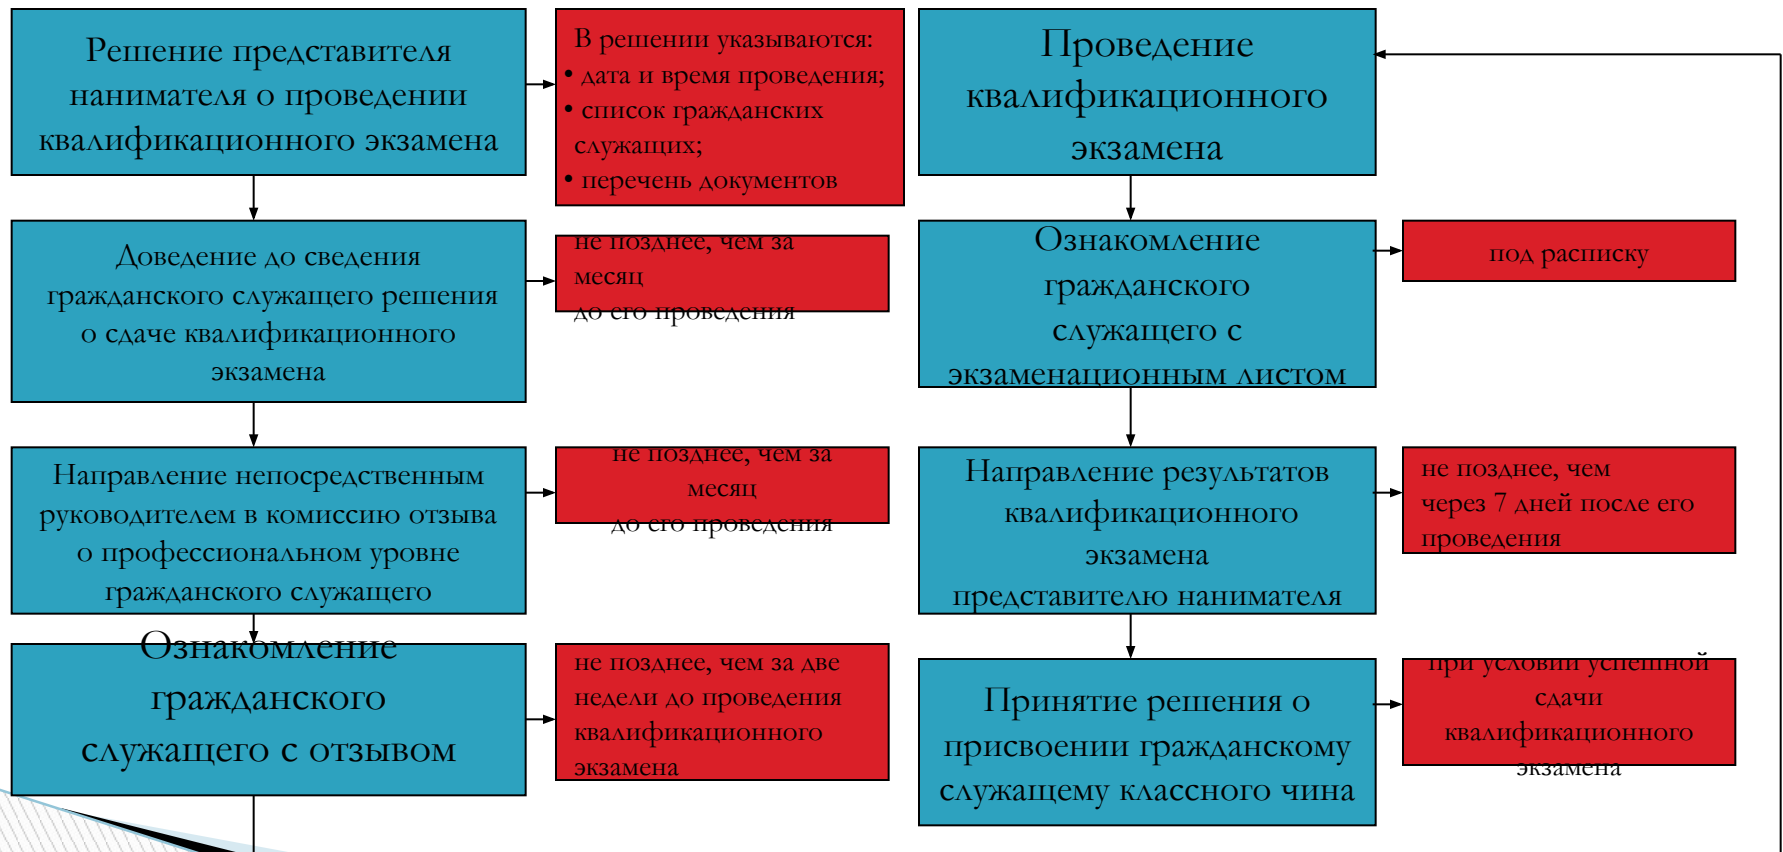 Решение представителя
нанимателя о проведении
квалификационного экзамена
В решении указываются:
• дата и время проведения;
• список гражданских
служащих;
• перечень документов
Доведение до сведения
гражданского служащего решения
о сдаче квалификационного
экзамена
не позднее, чем за
месяц
до его проведения
Направление непосредственным
руководителем в комиссию отзыва
о профессиональном уровне
гражданского служащего
не позднее, чем за
месяц
до его проведения
Ознакомление
гражданского
служащего с отзывом
не позднее, чем за две
недели до проведения
квалификационного
экзамена
Проведение
квалификационного
экзамена
Ознакомление
гражданского
служащего с
экзаменационным листом
под расписку
Направление результатов
квалификационного
экзамена
представителю нанимателя
не позднее, чем
через 7 дней после его
проведения
Принятие решения о
присвоении гражданскому
служащему классного чина
при условии успешной
сдачи
квалификационного
экзамена